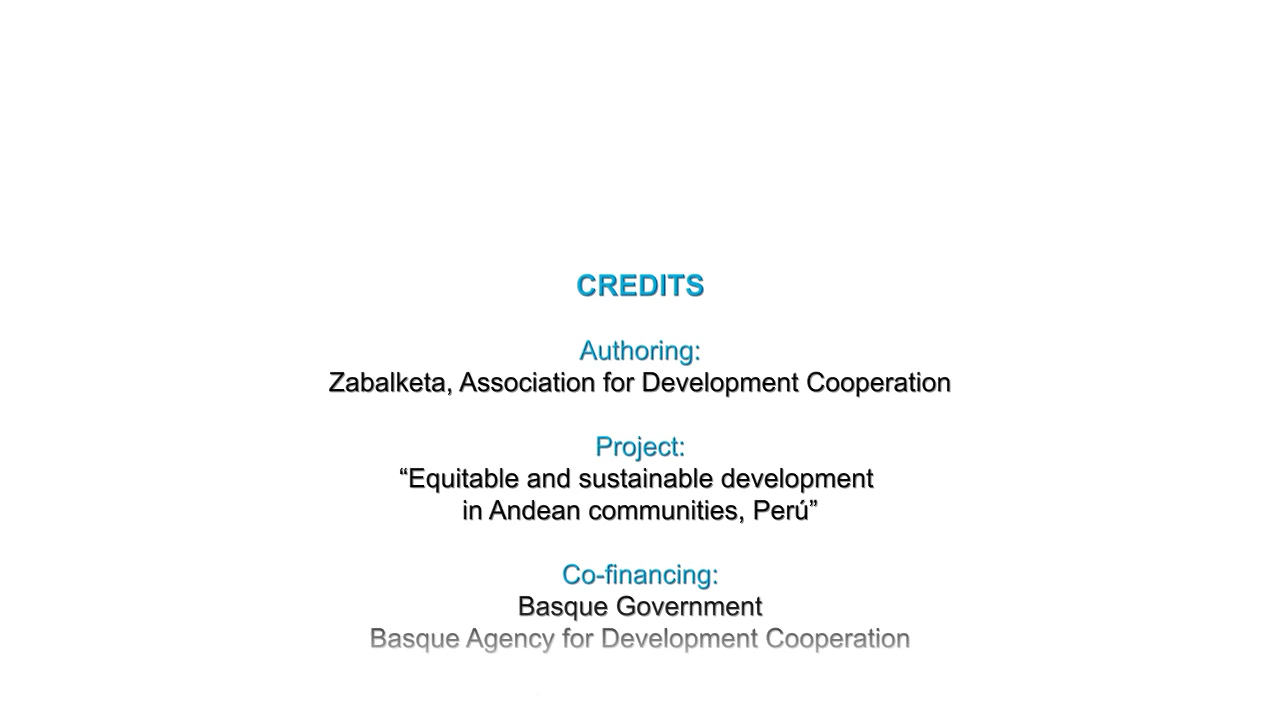 CREDITS
Authoring:
Zabalketa, Association for Development Cooperation
Project:
“Equitable and sustainable development
in Andean communities, Perú”
Co-financing:
Basque Government
Basque Agency for Development Cooperation